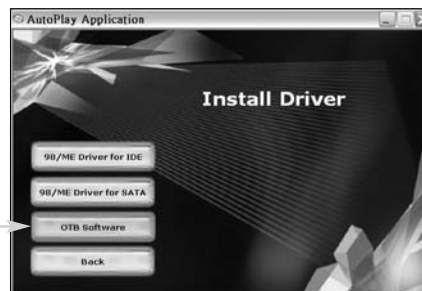 AutoPlay Application
Install Driver
98/ME Driver for IDE
98/ME Driver for SATA
OTB Software
Back